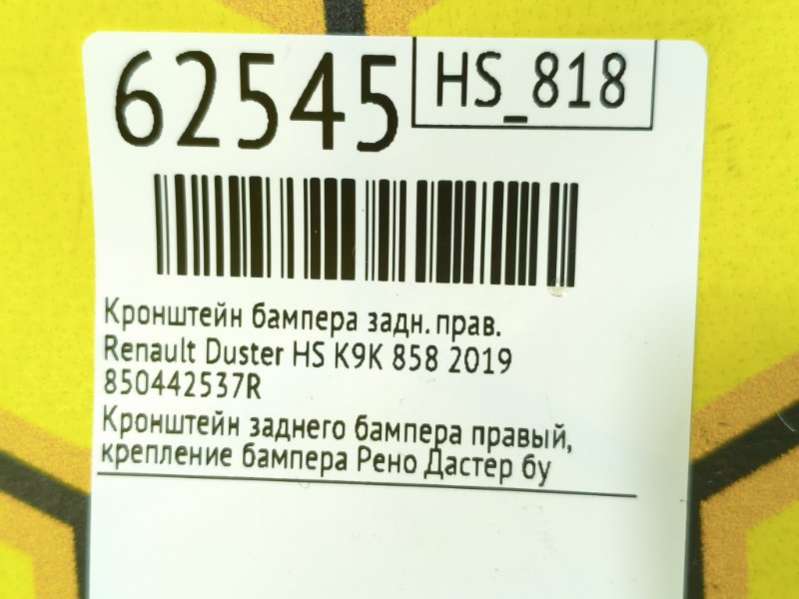 62545
HS_818
Кронштейн бампера задн. прав.
Renault Duster HS K9K 858 2019
850442537R
Кронштейн заднего бампера правый,
крепление бампера Рено Дастер бу